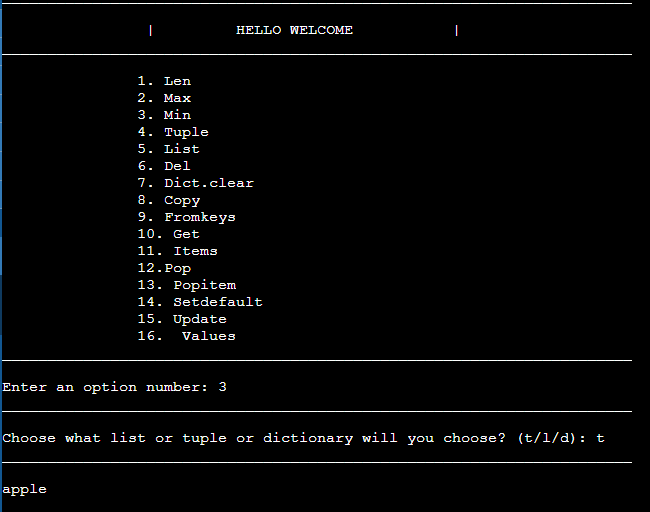 | HELLO WELCOME |
1. Len
2. Max
3. Min
4. Tuple
5. List
6. Del
7. Dict.clear
8. Copy
9. Fromkeys
10. Get
11. Items
12.Pop
13. Popitem
14. Setdefault
15. Update
16.  Values
Enter an option number: 3
Choose what list or tuple or dictionary will you choose? (t/l/d): t
apple